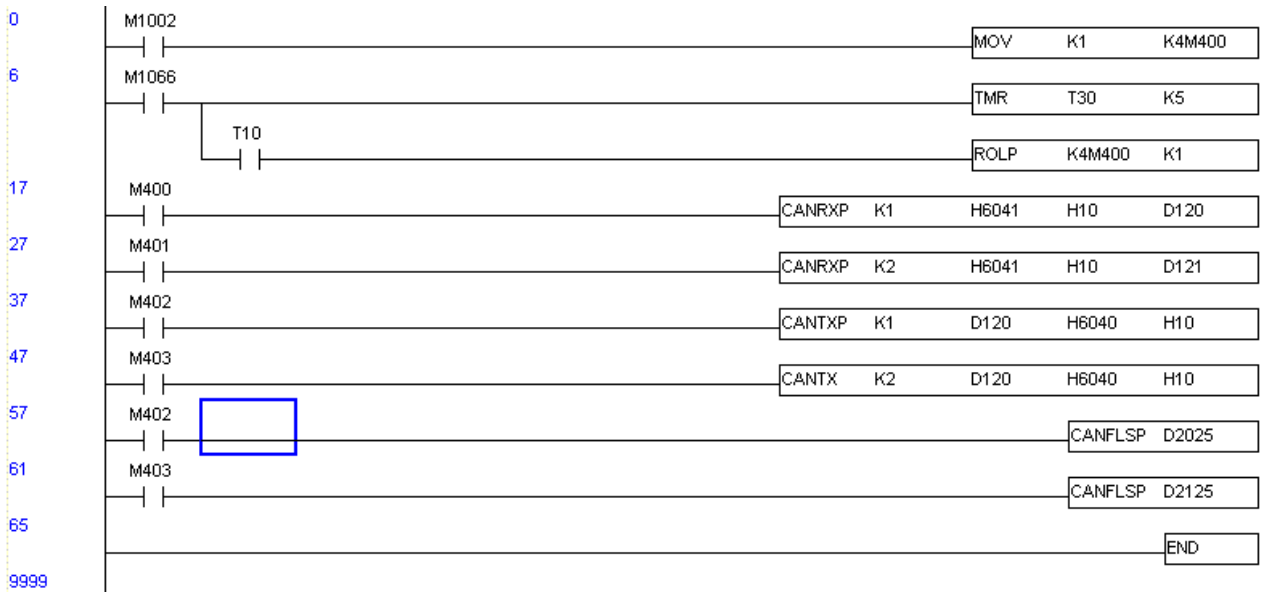 0 M1002 MOV K1 K4M400
6 M1066 TMR T30 K5
T10 ROLP K4M400 K1
17 M400 CANRXP K1 H6041 H10 D120
27 M401 CANRXP K2 H6041 H10 D121
37 M402 CANTXP K1 D120 H6040 H10
47 M403 CANTX K2 D120 H6040 H10
57 M402 CANFLSP D2025
61 M403 CANFLSP D2125
65 END
9999